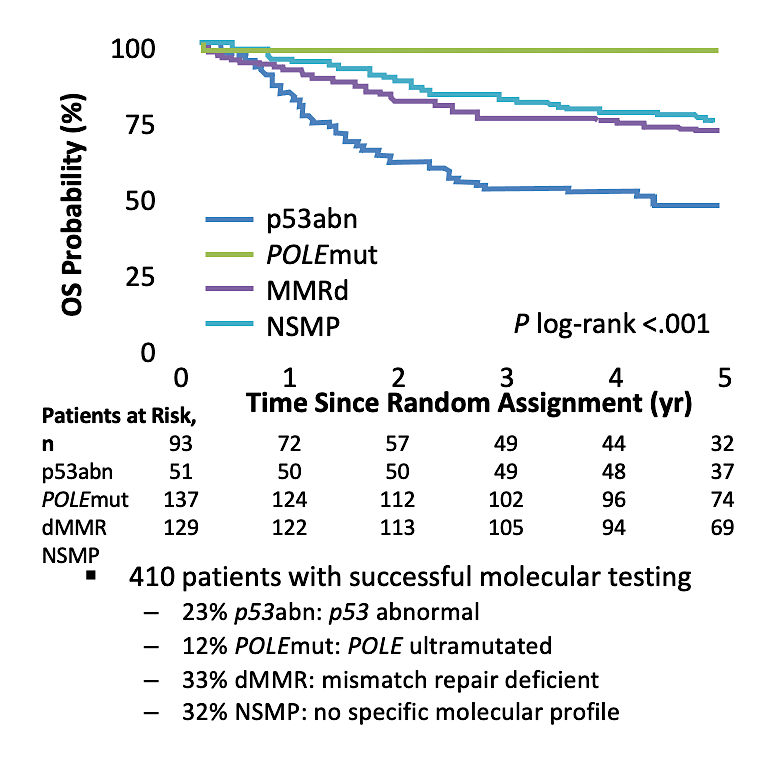 100
75
50
25
0
OS Probability (%)
p53abn
POLEmut
MMRd
NSMP
P log-rank <.001
0 1 2 3 4 5
Time Since Random Assignment (yr)
Patients at Risk,
n 93 72 57 49 44 32
p53abn 51 50 50 49 48 37
POLEmut 137 124 112 102 96 74
dMMR 129 122 113 105 94 69
NSMP
▪ 410 patients with successful molecular testing
– 23% p53abn: p53 abnormal
– 12% POLEmut: POLE ultramutated
– 33% dMMR: mismatch repair deficient
– 32% NSMP: no specific molecular profile